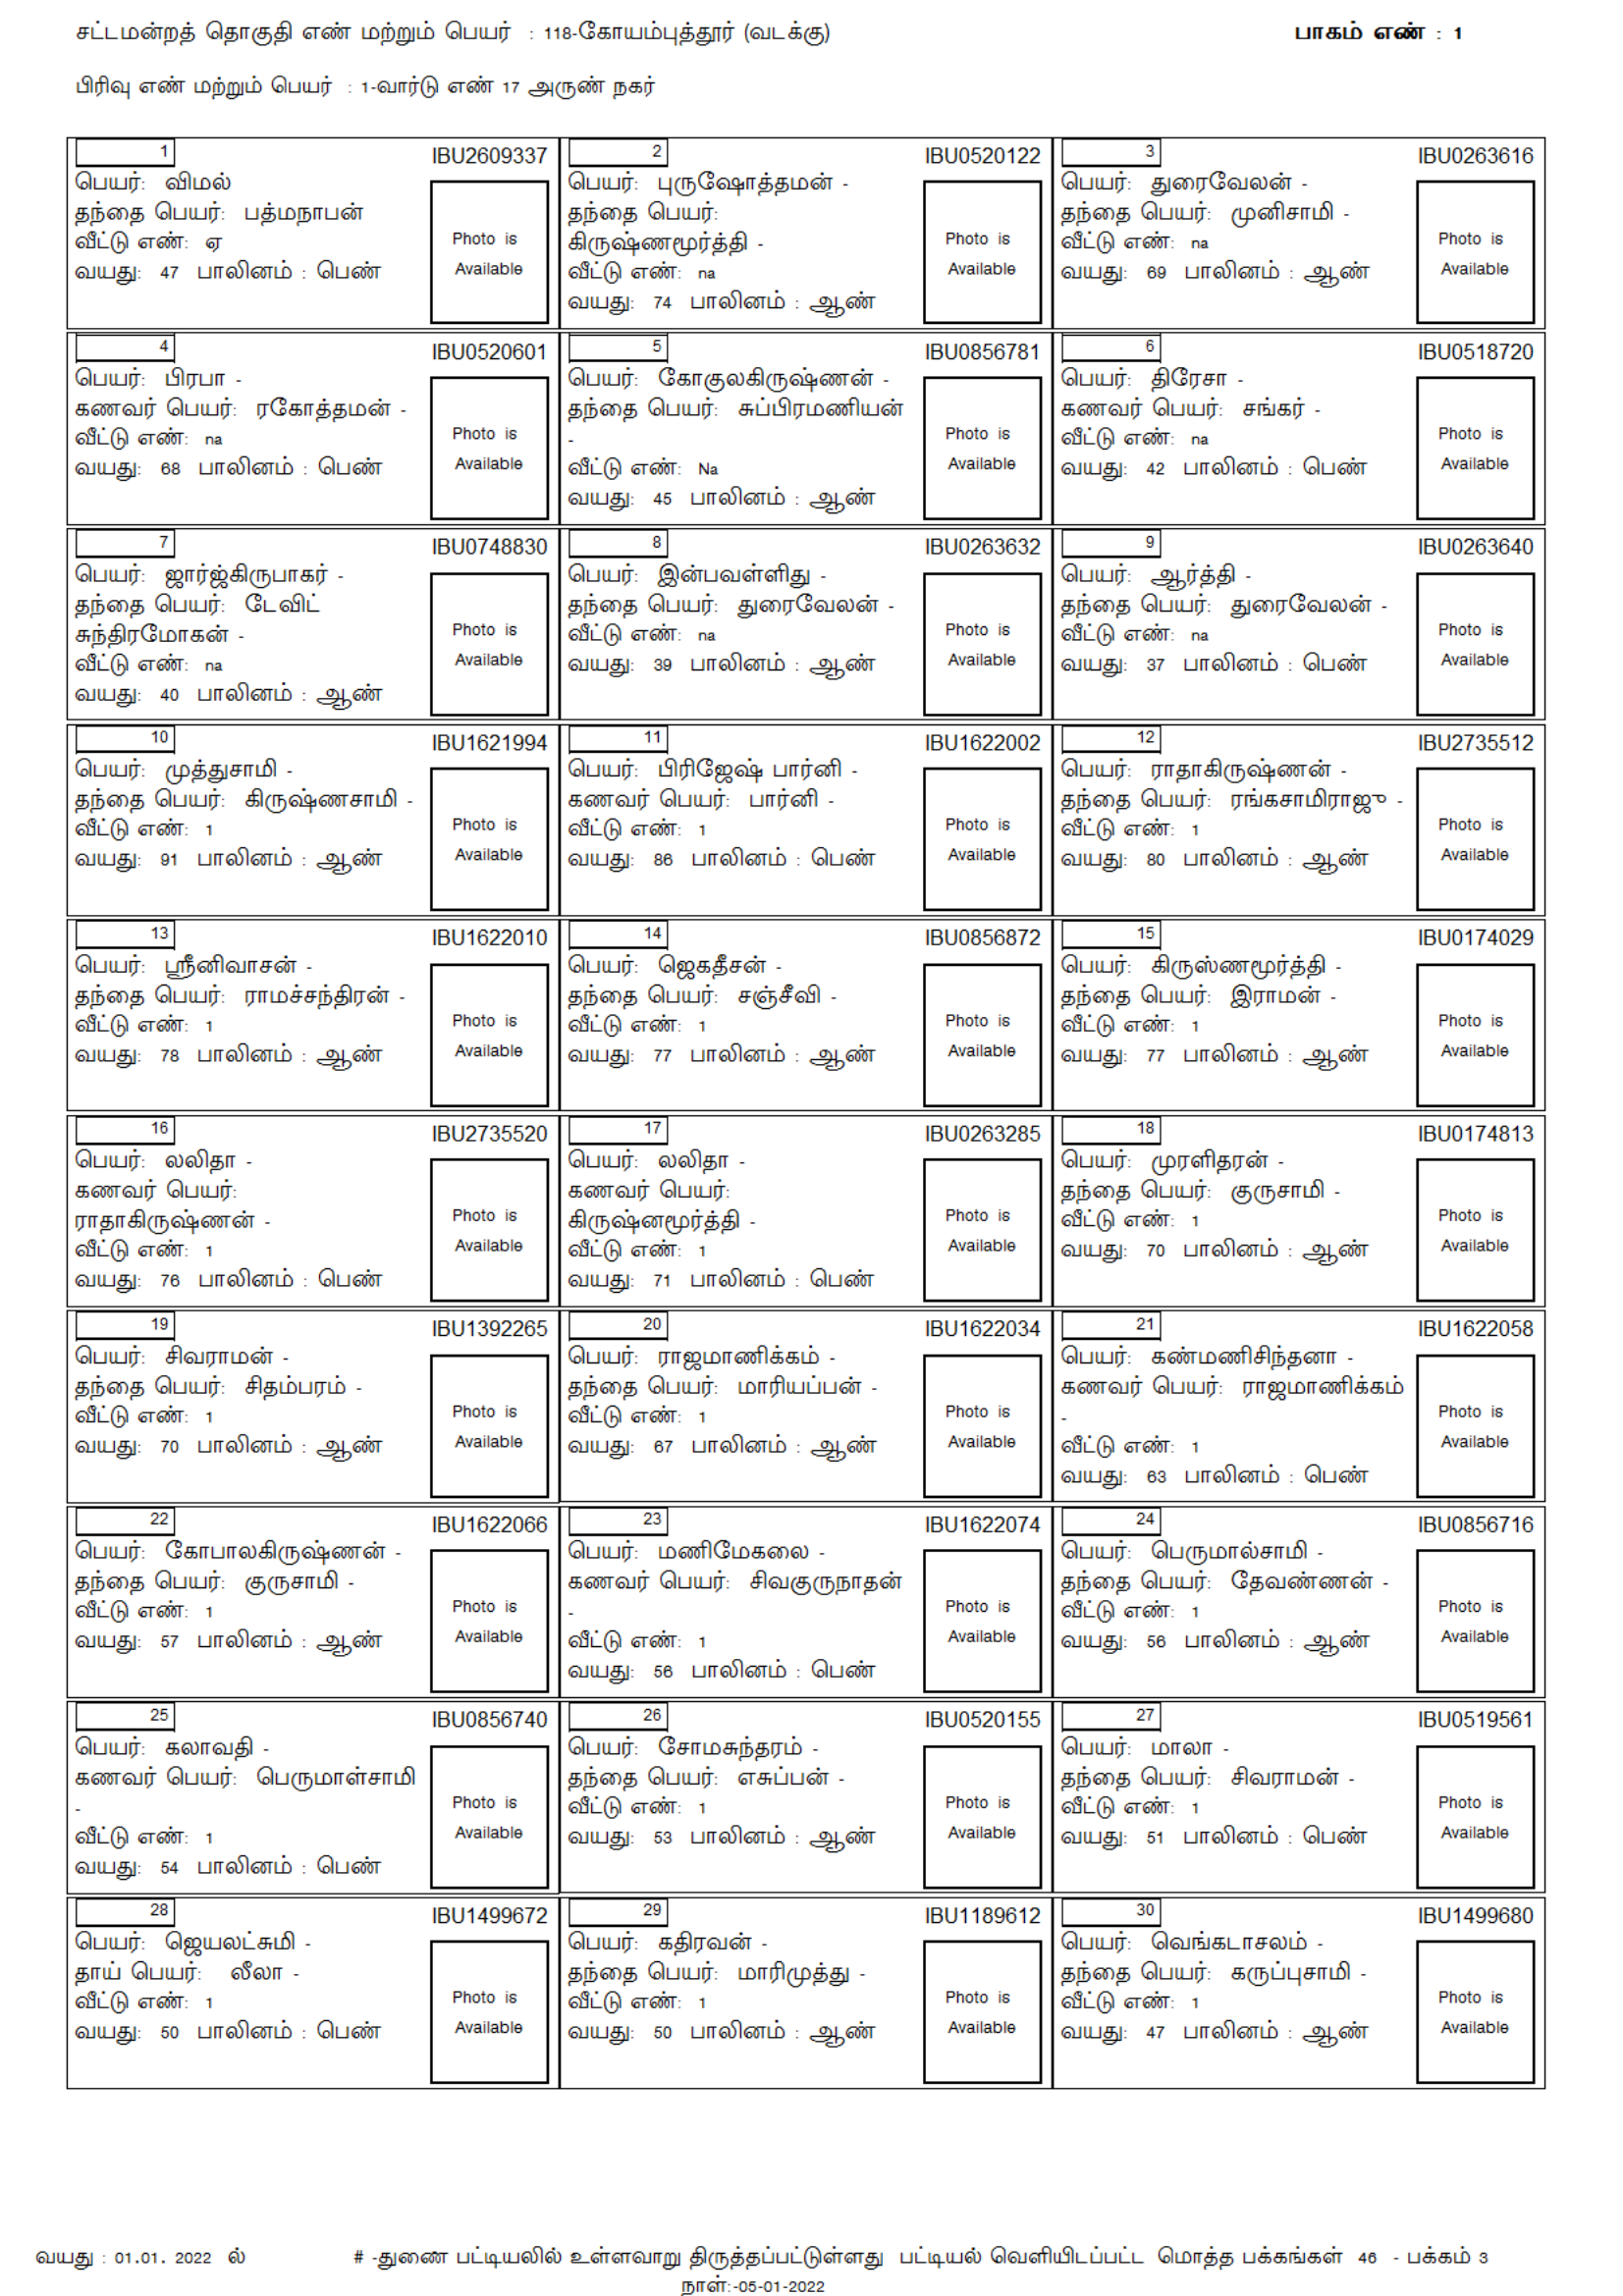 சட்டமன்றத் தொகுதி எண் மற்றும் பெயர் : 118-கோயம்புத்தூர் (வடக்கு) பாகம் எண் : 1
பிரிவு எண் மற்றும் பெயர் : 1-வார்டு எண் 17 அருண் நகர்
1 IBU2609337
பெயர்: விமல்
தந்தை பெயர்: பத்மநாபன்
வீட்டு எண்: ஏ
வயது: 47 பாலினம் : பெண்
Photo is
Available
2 IBU0520122
பெயர்: புருஷோத்தமன் -
தந்தை பெயர்:
கிருஷ்ணமூர்த்தி -
வீட்டு எண்: na
வயது: 74 பாலினம் : ஆண்
Photo is
Available
3 IBU0263616
பெயர்: துரைவேலன் -
தந்தை பெயர்: முனிசாமி -
வீட்டு எண்: na
வயது: 69 பாலினம் : ஆண்
Photo is
Available
4 IBU0520601
பெயர்: பிரபா -
கணவர் பெயர்: ரகோத்தமன் -
வீட்டு எண்: na
வயது: 68 பாலினம் : பெண்
Photo is
Available
5 IBU0856781
பெயர்: கோகுலகிருஷ்ணன் -
தந்தை பெயர்: சுப்பிரமணியன்
-
வீட்டு எண்: Na
வயது: 45 பாலினம் : ஆண்
Photo is
Available
6 IBU0518720
பெயர்: திரேசா -
கணவர் பெயர்: சங்கர் -
வீட்டு எண்: na
வயது: 42 பாலினம் : பெண்
Photo is
Available
7 IBU0748830
பெயர்: ஜார்ஜ்கிருபாகர் -
தந்தை பெயர்: டேவிட்
சுந்திரமோகன் -
வீட்டு எண்: na
வயது: 40 பாலினம் : ஆண்
Photo is
Available
8 IBU0263632
பெயர்: இன்பவள்ளிது -
தந்தை பெயர்: துரைவேலன் -
வீட்டு எண்: na
வயது: 39 பாலினம் : ஆண்
Photo is
Available
9 IBU0263640
பெயர்: ஆர்த்தி -
தந்தை பெயர்: துரைவேலன் -
வீட்டு எண்: na
வயது: 37 பாலினம் : பெண்
Photo is
Available
10 IBU1621994
பெயர்: முத்துசாமி -
தந்தை பெயர்: கிருஷ்ணசாமி -
வீட்டு எண்: 1
வயது: 91 பாலினம் : ஆண்
Photo is
Available
11 IBU1622002
பெயர்: பிரிஜேஷ் பார்னி -
கணவர் பெயர்: பார்னி -
வீட்டு எண்: 1
வயது: 86 பாலினம் : பெண்
Photo is
Available
12 IBU2735512
பெயர்: ராதாகிருஷ்ணன் -
தந்தை பெயர்: ரங்கசாமிராஜு -
வீட்டு எண்: 1
வயது: 80 பாலினம் : ஆண்
Photo is
Available
13 IBU1622010
பெயர்: ஸ்ரீனிவாசன் -
தந்தை பெயர்: ராமச்சந்திரன் -
வீட்டு எண்: 1
வயது: 78 பாலினம் : ஆண்
Photo is
Available
14 IBU0856872
பெயர்: ஜெகதீசன் -
தந்தை பெயர்: சஞ்சீவி -
வீட்டு எண்: 1
வயது: 77 பாலினம் : ஆண்
Photo is
Available
15 IBU0174029
பெயர்: கிருஸ்ணமூர்த்தி -
தந்தை பெயர்: இராமன் -
வீட்டு எண்: 1
வயது: 77 பாலினம் : ஆண்
Photo is
Available
16 IBU2735520
பெயர்: லலிதா -
கணவர் பெயர்:
ராதாகிருஷ்ணன் -
வீட்டு எண்: 1
வயது: 76 பாலினம் : பெண்
Photo is
Available
17 IBU0263285
பெயர்: லலிதா -
கணவர் பெயர்:
கிருஷ்னமூர்த்தி -
வீட்டு எண்: 1
வயது: 71 பாலினம் : பெண்
Photo is
Available
18 IBU0174813
பெயர்: முரளிதரன் -
தந்தை பெயர்: குருசாமி -
வீட்டு எண்: 1
வயது: 70 பாலினம் : ஆண்
Photo is
Available
19 IBU1392265
பெயர்: சிவராமன் -
தந்தை பெயர்: சிதம்பரம் -
வீட்டு எண்: 1
வயது: 70 பாலினம் : ஆண்
Photo is
Available
20 IBU1622034
பெயர்: ராஜமாணிக்கம் -
தந்தை பெயர்: மாரியப்பன் -
வீட்டு எண்: 1
வயது: 67 பாலினம் : ஆண்
Photo is
Available
21 IBU1622058
பெயர்: கண்மணிசிந்தனா -
கணவர் பெயர்: ராஜமாணிக்கம்
-
வீட்டு எண்: 1
வயது: 63 பாலினம் : பெண்
Photo is
Available
22 IBU1622066
பெயர்: கோபாலகிருஷ்ணன் -
தந்தை பெயர்: குருசாமி -
வீட்டு எண்: 1
வயது: 57 பாலினம் : ஆண்
Photo is
Available
23 IBU1622074
பெயர்: மணிமேகலை -
கணவர் பெயர்: சிவகுருநாதன்
-
வீட்டு எண்: 1
வயது: 56 பாலினம் : பெண்
Photo is
Available
24 IBU0856716
பெயர்: பெருமால்சாமி -
தந்தை பெயர்: தேவண்ணன் -
வீட்டு எண்: 1
வயது: 56 பாலினம் : ஆண்
Photo is
Available
25 IBU0856740
பெயர்: கலாவதி -
கணவர் பெயர்: பெருமாள்சாமி
-
வீட்டு எண்: 1
வயது: 54 பாலினம் : பெண்
Photo is
Available
26 IBU0520155
பெயர்: சோமசுந்தரம் -
தந்தை பெயர்: எசுப்பன் -
வீட்டு எண்: 1
வயது: 53 பாலினம் : ஆண்
Photo is
Available
27 IBU0519561
பெயர்: மாலா -
தந்தை பெயர்: சிவராமன் -
வீட்டு எண்: 1
வயது: 51 பாலினம் : பெண்
Photo is
Available
28 IBU1499672
பெயர்: ஜெயலட்சுமி -
தாய் பெயர்: லீலா -
வீட்டு எண்: 1
வயது: 50 பாலினம் : பெண்
Photo is
Available
29 IBU1189612
பெயர்: கதிரவன் -
தந்தை பெயர்: மாரிமுத்து -
வீட்டு எண்: 1
வயது: 50 பாலினம் : ஆண்
Photo is
Available
30 IBU1499680
பெயர்: வெங்கடாசலம் -
தந்தை பெயர்: கருப்புசாமி -
வீட்டு எண்: 1
வயது: 47 பாலினம் : ஆண்
Photo is
Available
வயது : 01.01. 2022 ல் # -துணை பட்டியலில் உள்ளவாறு திருத்தப்பட்டுள்ளது பட்டியல் வெளியிடப்பட்ட மொத்த பக்கங்கள் 46 - பக்கம் 3
நாள்:-05-01-2022